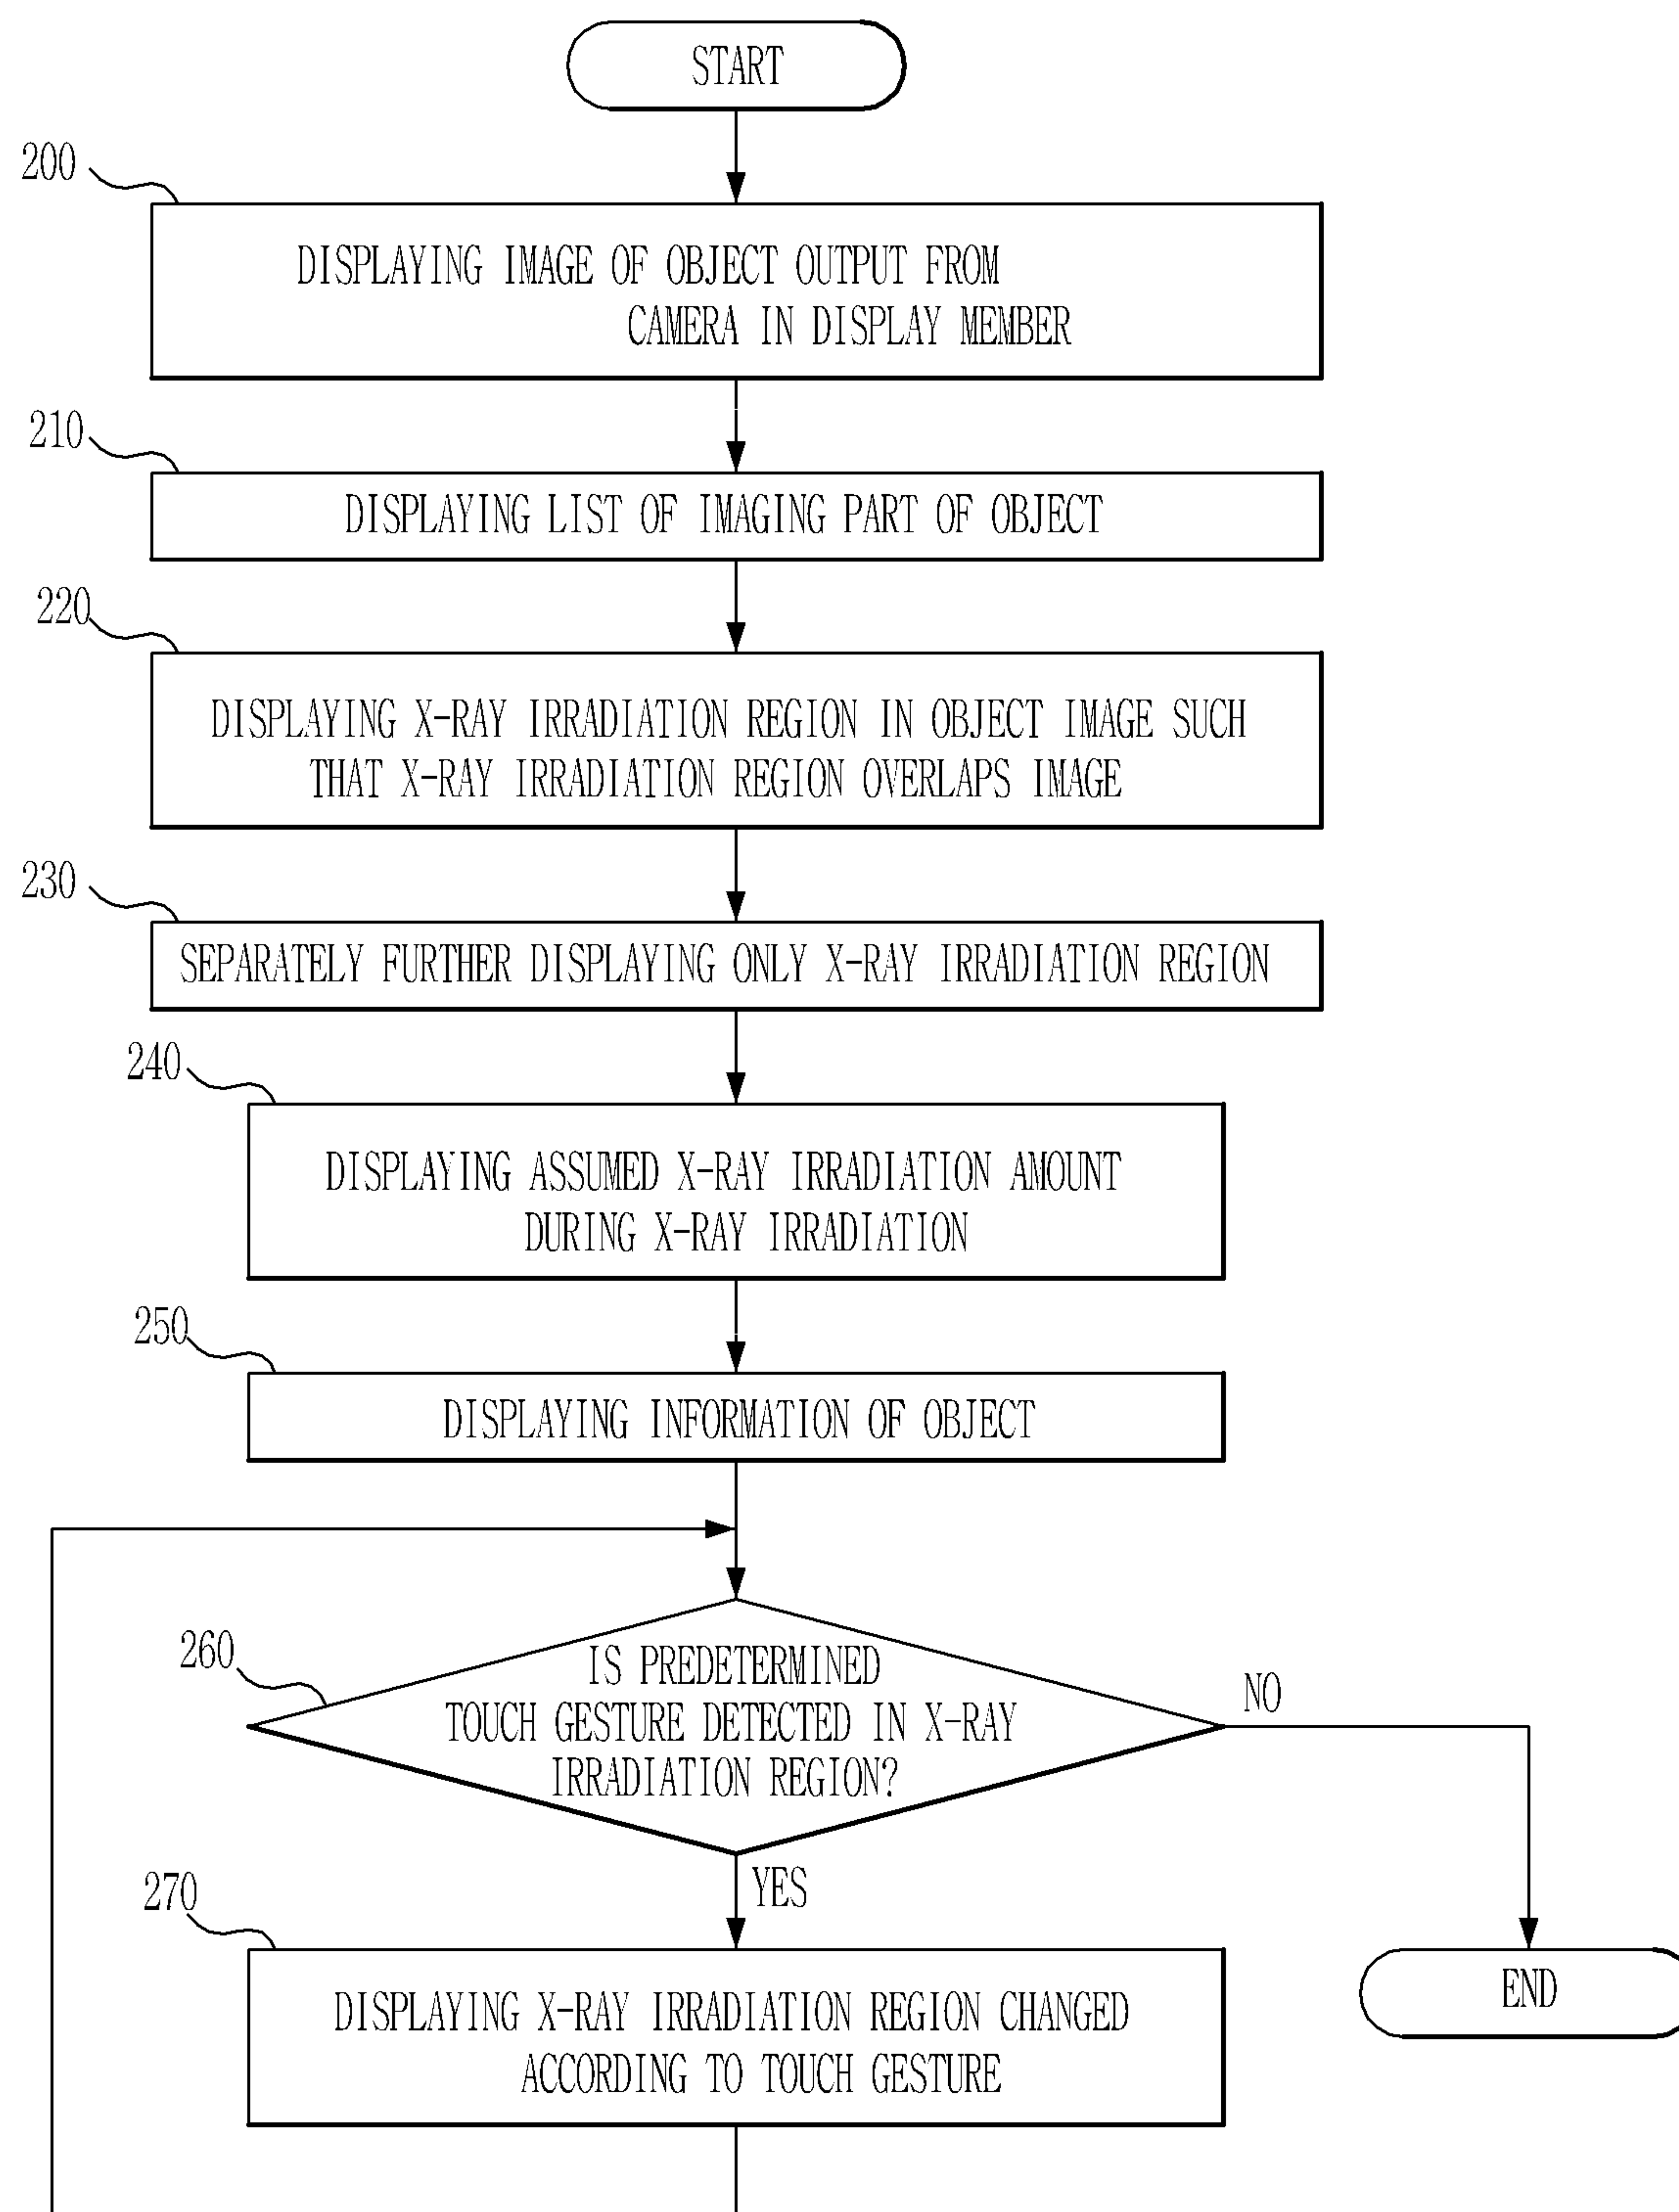 START
200
DISPLAYING IMAGE OF OBJECT OUTPUT FROM
CAMERA IN DISPLAY MEMBER
210
DISPLAYING LIST OF IMAGING PART OF OBJECT
220
DISPLAYING X-RAY IRRADIATION REGION IN OBJECT IMAGE SUCH
THAT X-RAY IRRADIATION REGION OVERLAPS IMAGE
230
SEPARATELY FURTHER DISPLAYING ONLY X-RAY IRRADIATION REGION
240
DISPLAYING ASSUMED X-RAY IRRADIATION AMOUNT
DURING X-RAY IRRADIATION
250
DISPLAYING INFORMATION OF OBJECT
260
IS PREDETERMINED
TOUCH GESTURE DETECTED IN X-RAY
IRRADIATION REGION?
NO
YES
270
DISPLAYING X-RAY IRRADIATION REGION CHANGED
ACCORDING TO TOUCH GESTURE
END